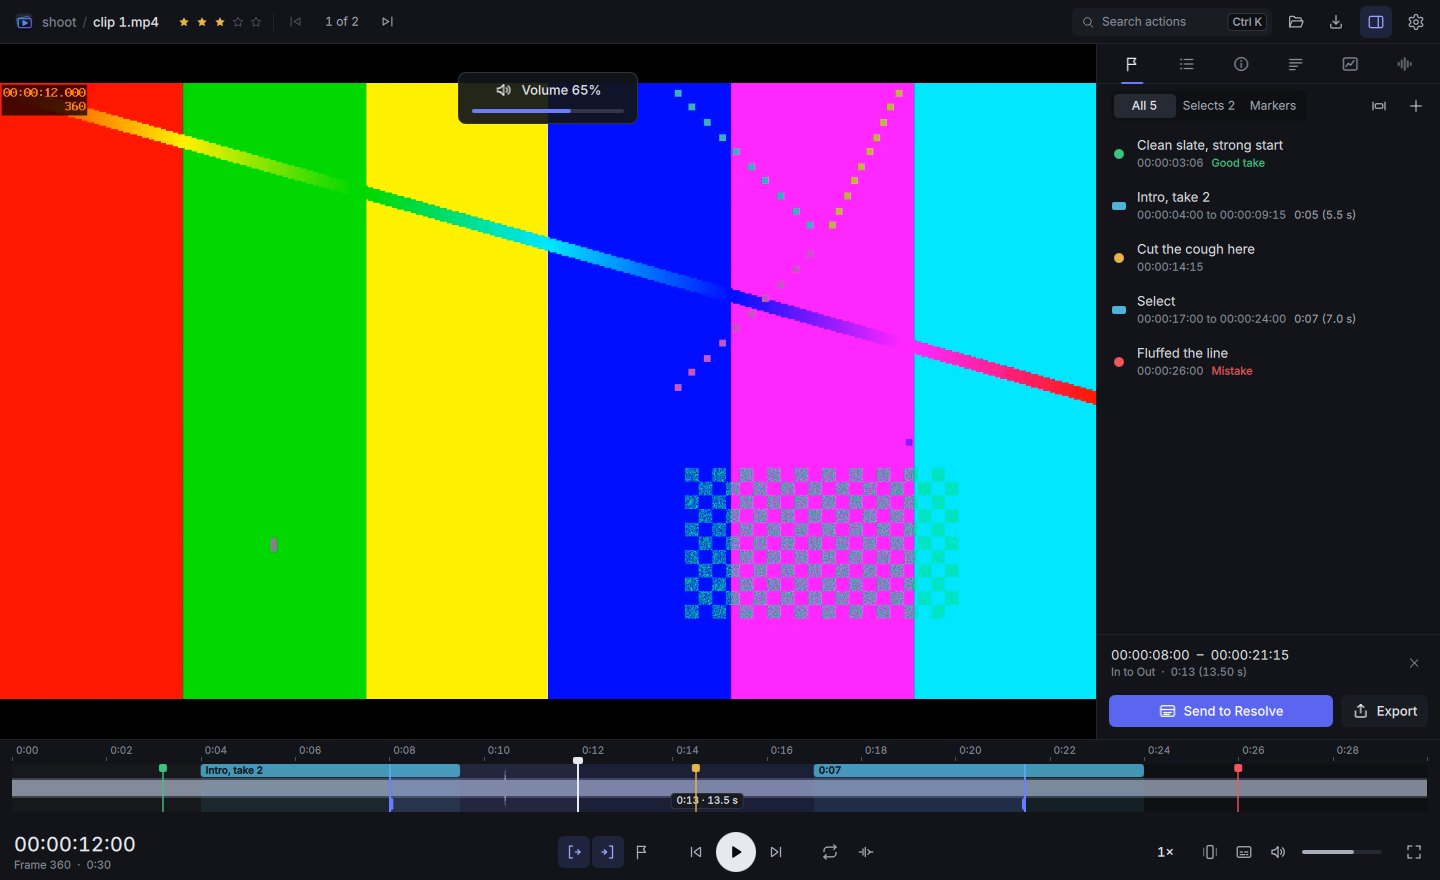 shoot / clip 1.mp4
1 of 2
Search actions
Ctrl K
00:00:12.000
360
Volume 65%
All 5
Selects 2
Markers
Clean slate, strong start
00:00:03:06 Good take
Intro, take 2
00:00:04:00 to 00:00:09:15 0:05 (5.5 s)
Cut the cough here
00:00:14:15
Select
00:00:17:00 to 00:00:24:00 0:07 (7.0 s)
Fluffed the line
00:00:26:00 Mistake
00:00:08:00 – 00:00:21:15
In to Out · 0:13 (13.50 s)
Send to Resolve
Export
0:00 0:02 0:04 0:06 0:08 0:10 0:12 0:14 0:16 0:18 0:20 0:22 0:24 0:26 0:28
Intro, take 2
0:07
0:13 · 13.5 s
00:00:12:00
Frame 360 · 0:30
1×